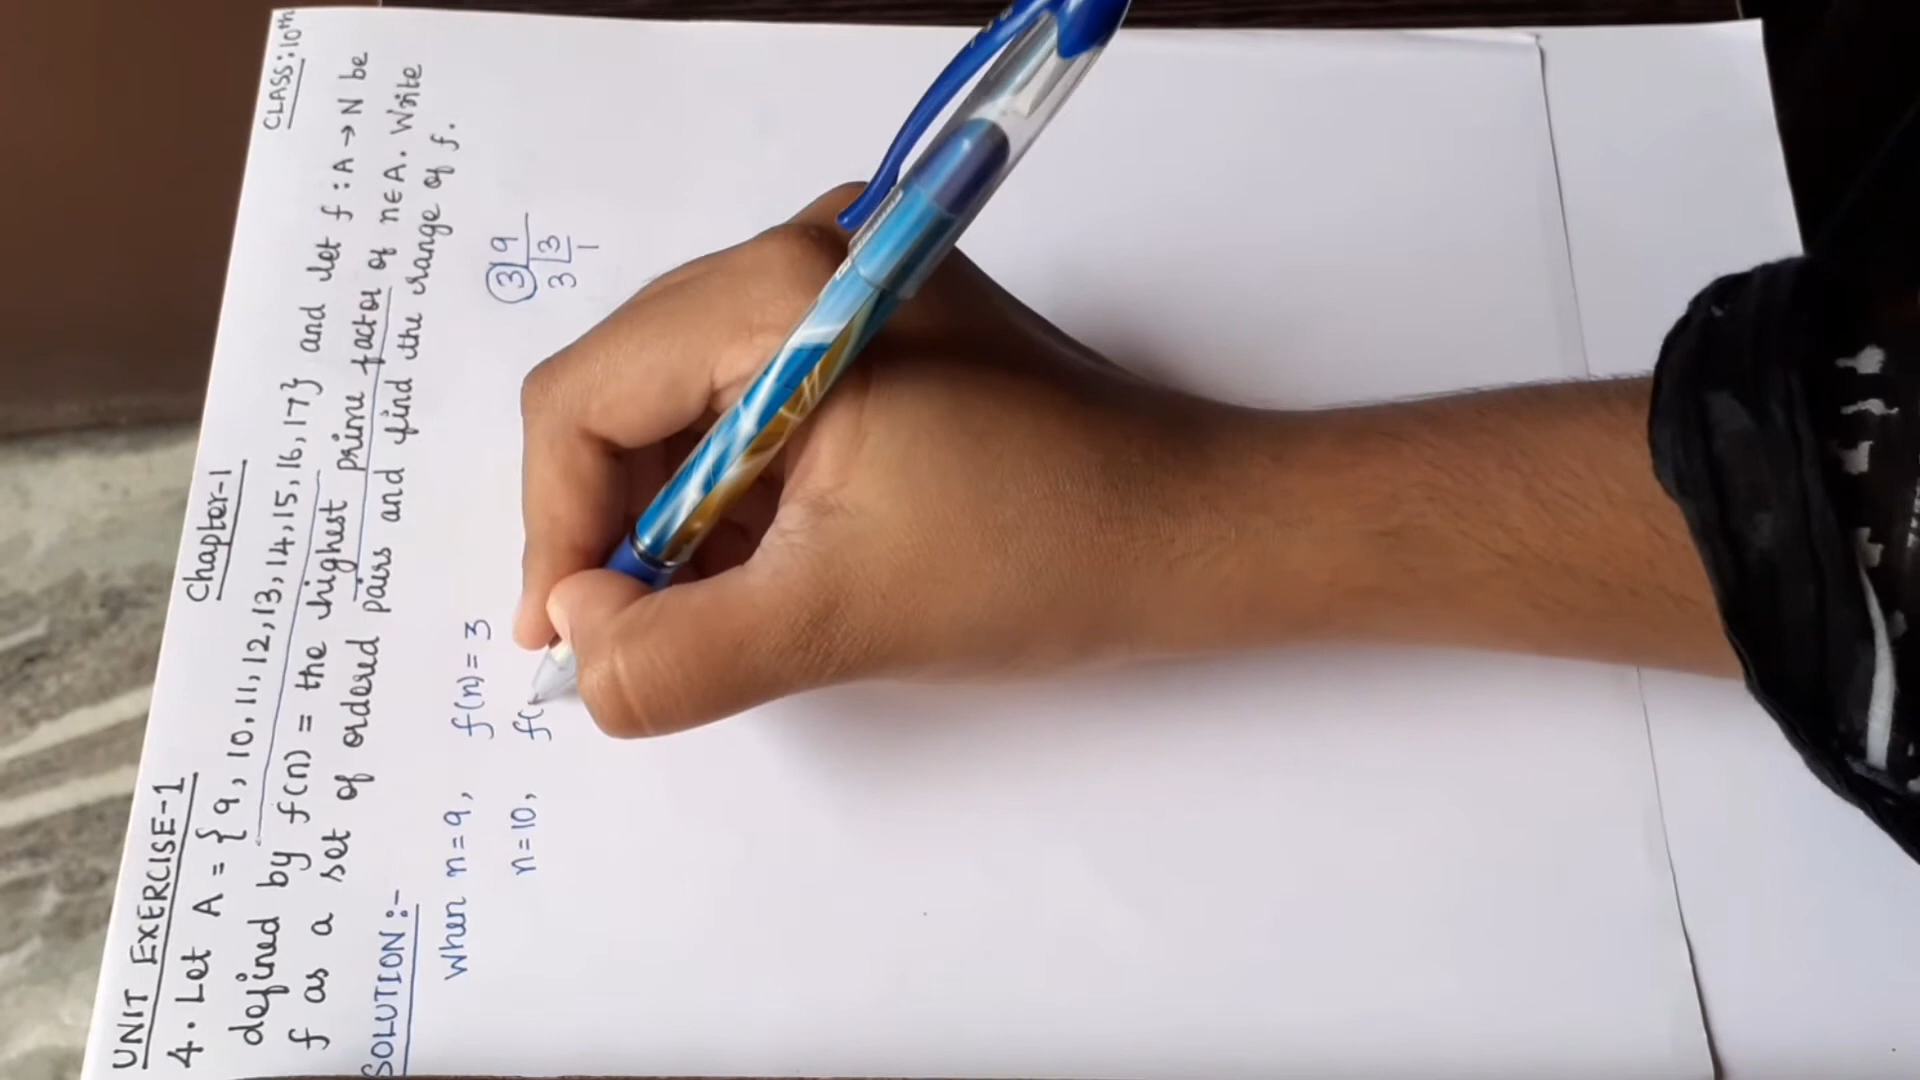 CLASS:10th
Chapter-1
UNIT EXERCISE-1
4. Let A = { 9, 10, 11, 12, 13, 14, 15, 16, 17} and let f : A → N be
defined by f(n) = the highest prime factor of n∈A. Write
f as a set of ordered pairs and find the range of f.
SOLUTION:-
When n=9, f(n) = 3
n=10, f(
3 9
3 3
1